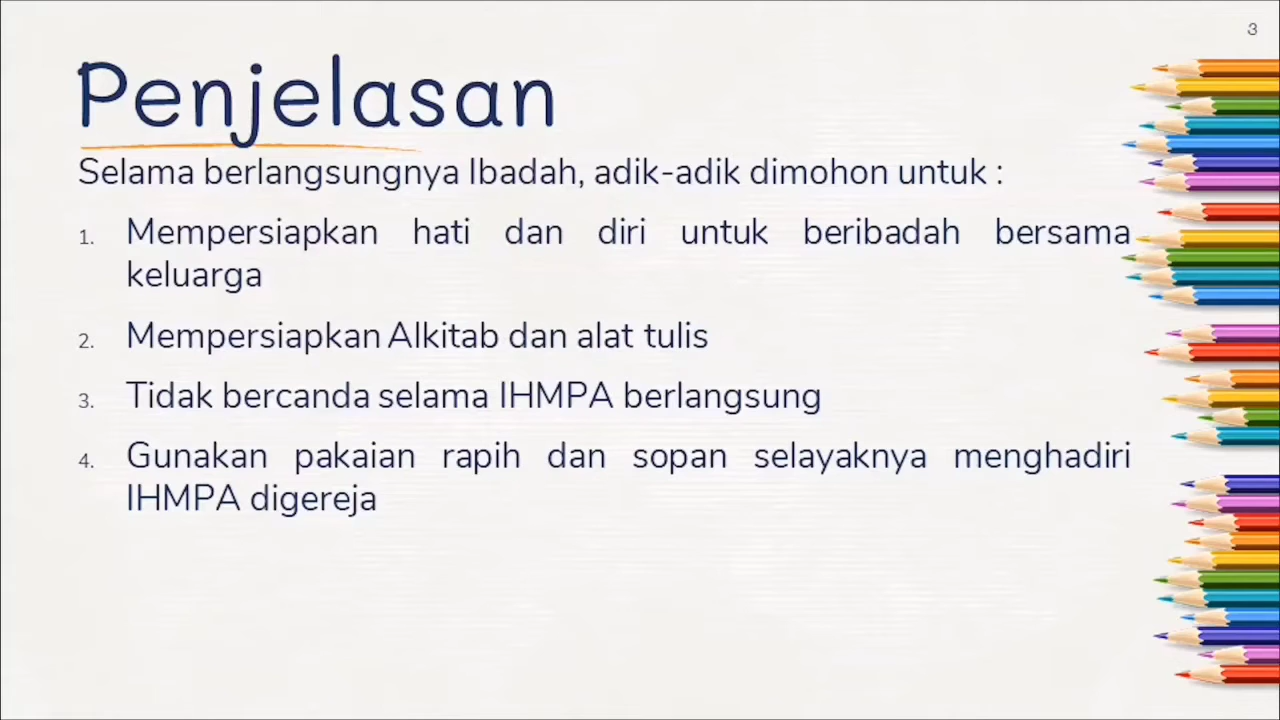 3
Penjelasan
Selama berlangsungnya Ibadah, adik-adik dimohon untuk :
1. Mempersiapkan hati dan diri untuk beribadah bersama
keluarga
2. Mempersiapkan Alkitab dan alat tulis
3. Tidak bercanda selama IHMPA berlangsung
4. Gunakan pakaian rapih dan sopan selayaknya menghadiri
IHMPA digereja